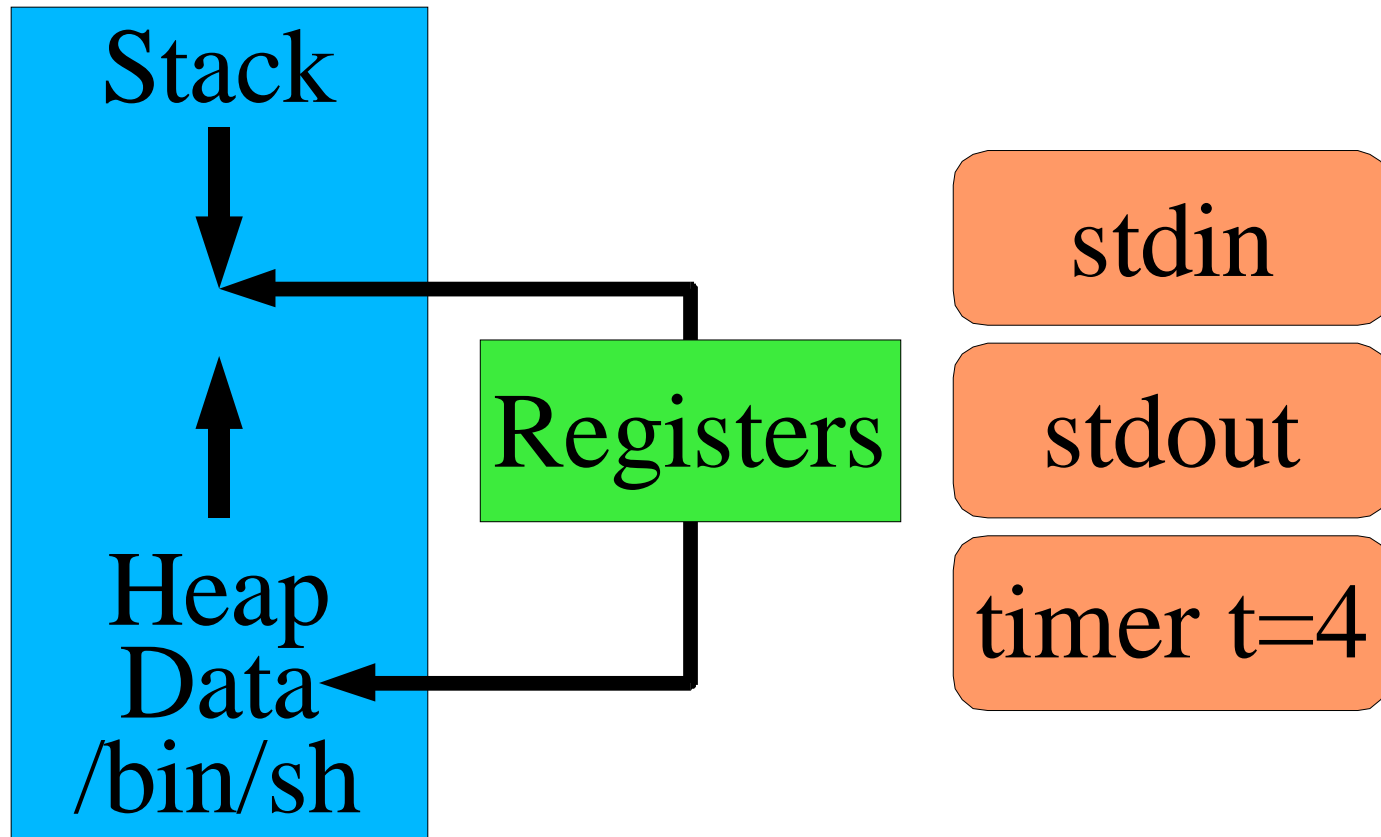 Stack
Heap
Data
/bin/sh
Registers
stdin
stdout
timer t=4